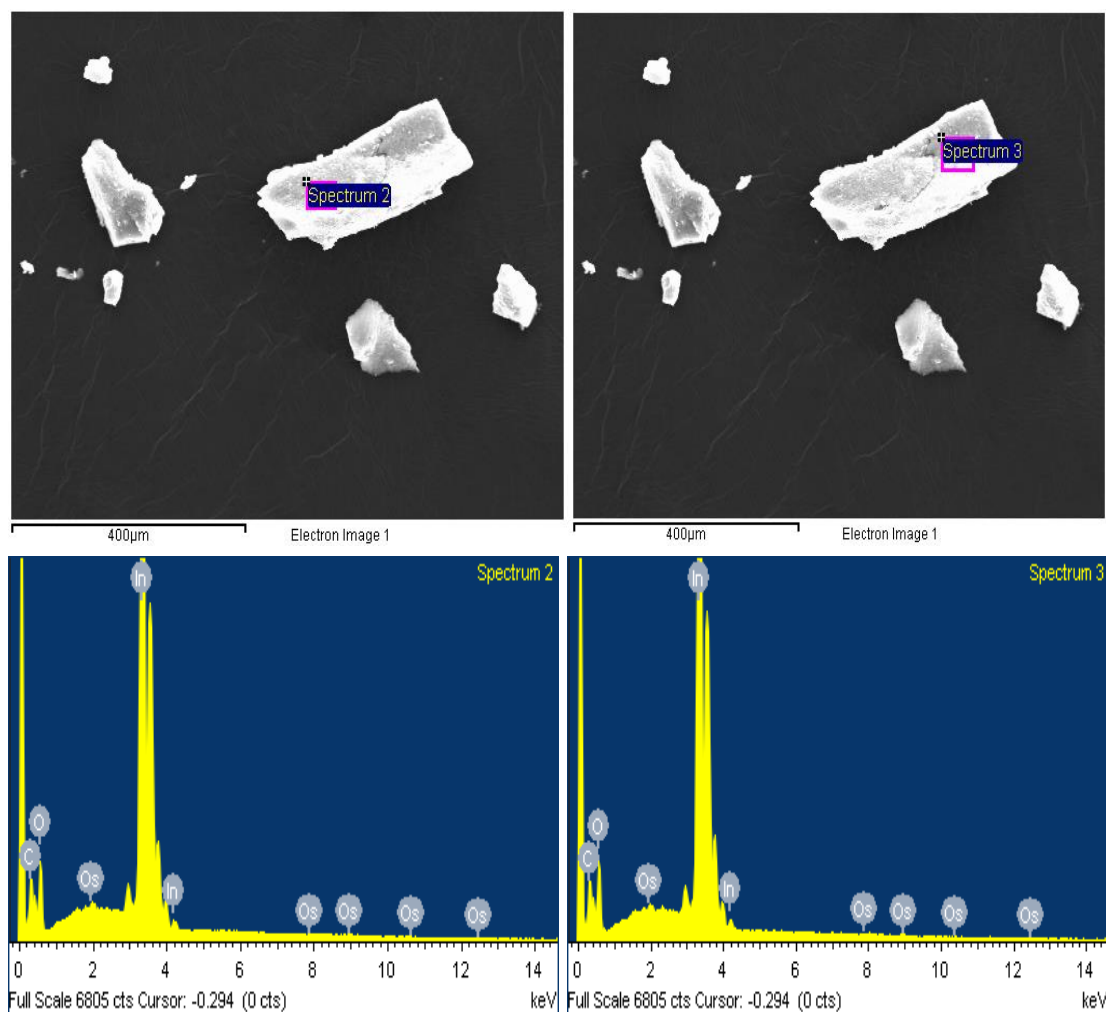 Spectrum 2
400µm Electron Image 1
Spectrum 3
400µm Electron Image 1
Spectrum 2
In
O
C
Os
In
Os
Os
Os
Os
0 2 4 6 8 10 12 14
Full Scale 6805 cts Cursor: -0.294 (0 cts) keV
Spectrum 3
In
O
C
Os
In
Os
Os
Os
Os
0 2 4 6 8 10 12 14
Full Scale 6805 cts Cursor: -0.294 (0 cts) keV